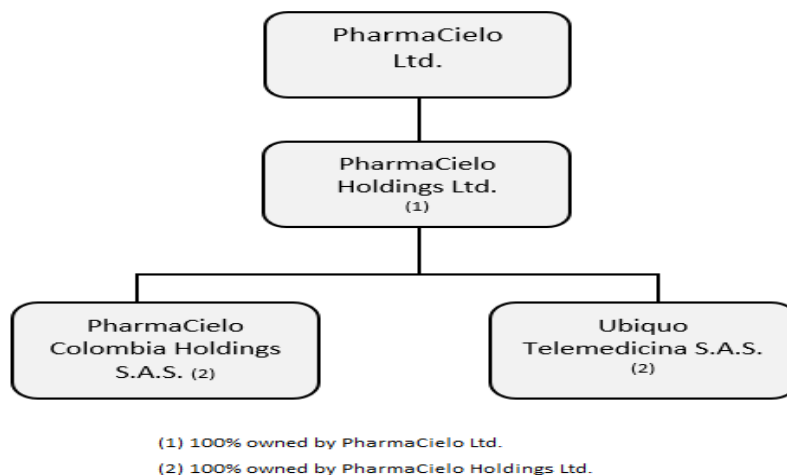 PharmaCielo
Ltd.
PharmaCielo
Holdings Ltd.
(1)
PharmaCielo
Colombia Holdings
S.A.S. (2)
Ubiquo
Telemedicina S.A.S.
(2)
(1) 100% owned by PharmaCielo Ltd.
(2) 100% owned by PharmaCielo Holdings Ltd.